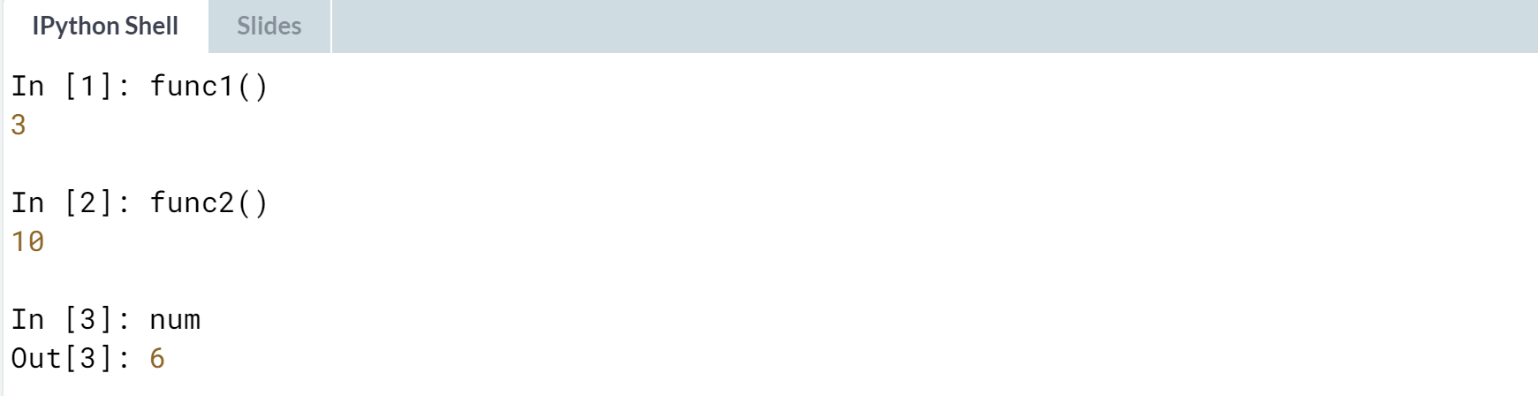 IPython Shell Slides
In [1]: func1()
3
In [2]: func2()
10
In [3]: num
Out[3]: 6